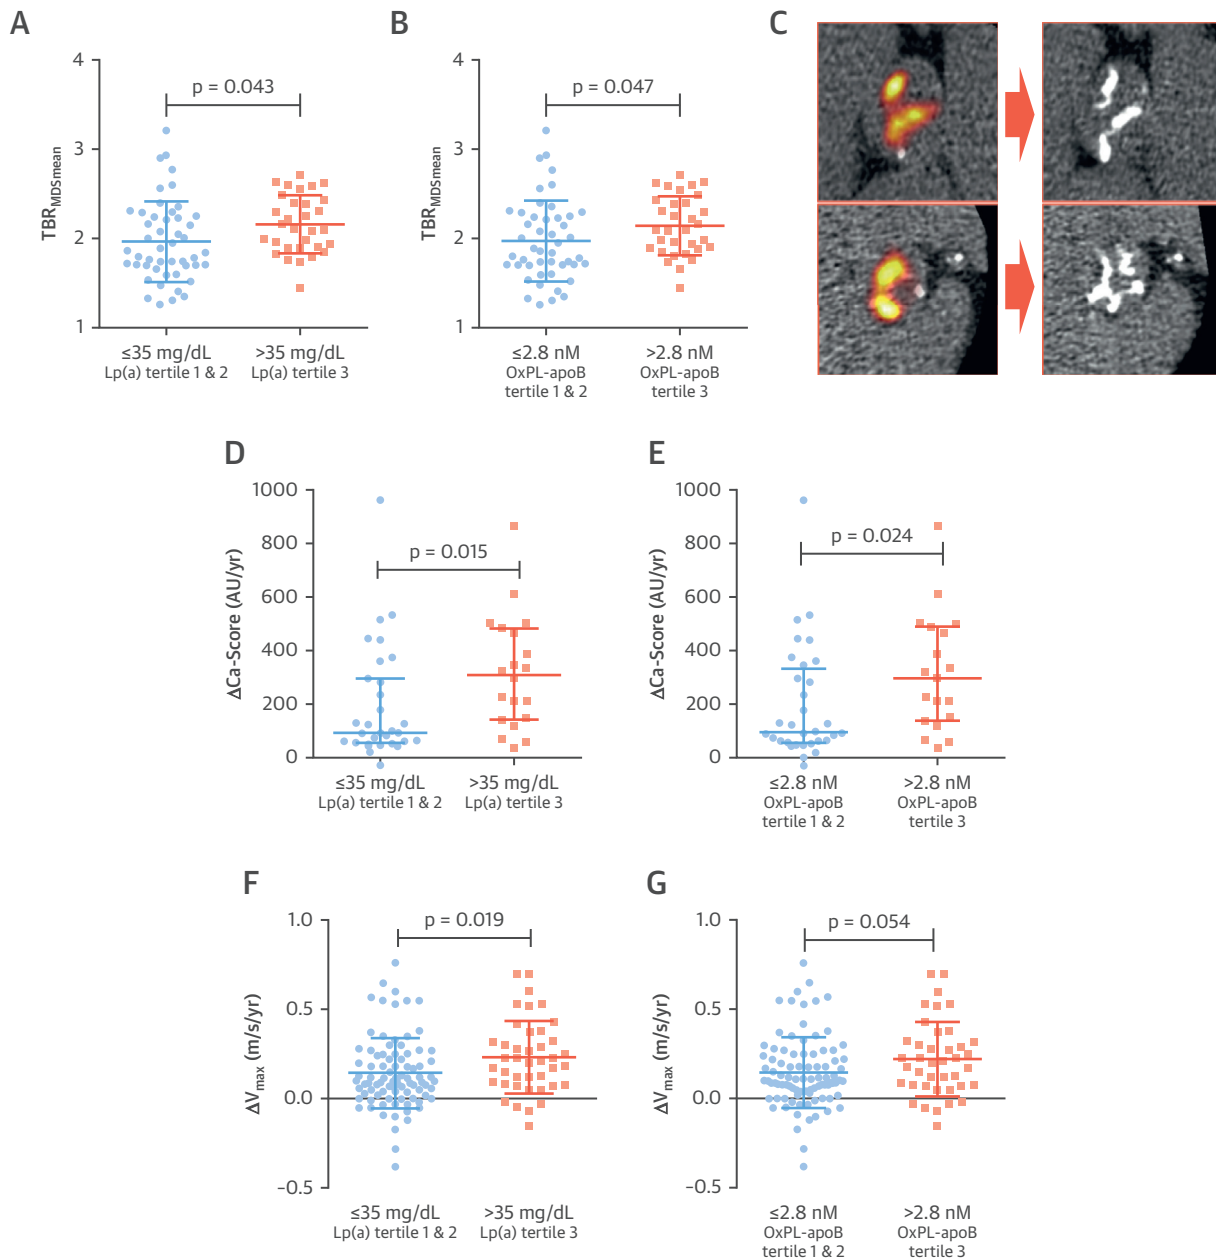 A
B
C
4
3
2
1
TBRMDSmean
p = 0.043
≤35 mg/dL
Lp(a) tertile 1 & 2
>35 mg/dL
Lp(a) tertile 3
4
3
2
1
TBRMDSmean
p = 0.047
≤2.8 nM
OxPL-apoB
tertile 1 & 2
>2.8 nM
OxPL-apoB
tertile 3
D
E
1000
800
600
400
200
0
ΔCa-Score (AU/yr)
p = 0.015
≤35 mg/dL
Lp(a) tertile 1 & 2
>35 mg/dL
Lp(a) tertile 3
1000
800
600
400
200
0
ΔCa-Score (AU/yr)
p = 0.024
≤2.8 nM
OxPL-apoB
tertile 1 & 2
>2.8 nM
OxPL-apoB
tertile 3
F
G
1.0
0.5
0.0
−0.5
ΔVmax (m/s/yr)
p = 0.019
≤35 mg/dL
Lp(a) tertile 1 & 2
>35 mg/dL
Lp(a) tertile 3
1.0
0.5
0.0
−0.5
ΔVmax (m/s/yr)
p = 0.054
≤2.8 nM
OxPL-apoB
tertile 1 & 2
>2.8 nM
OxPL-apoB
tertile 3